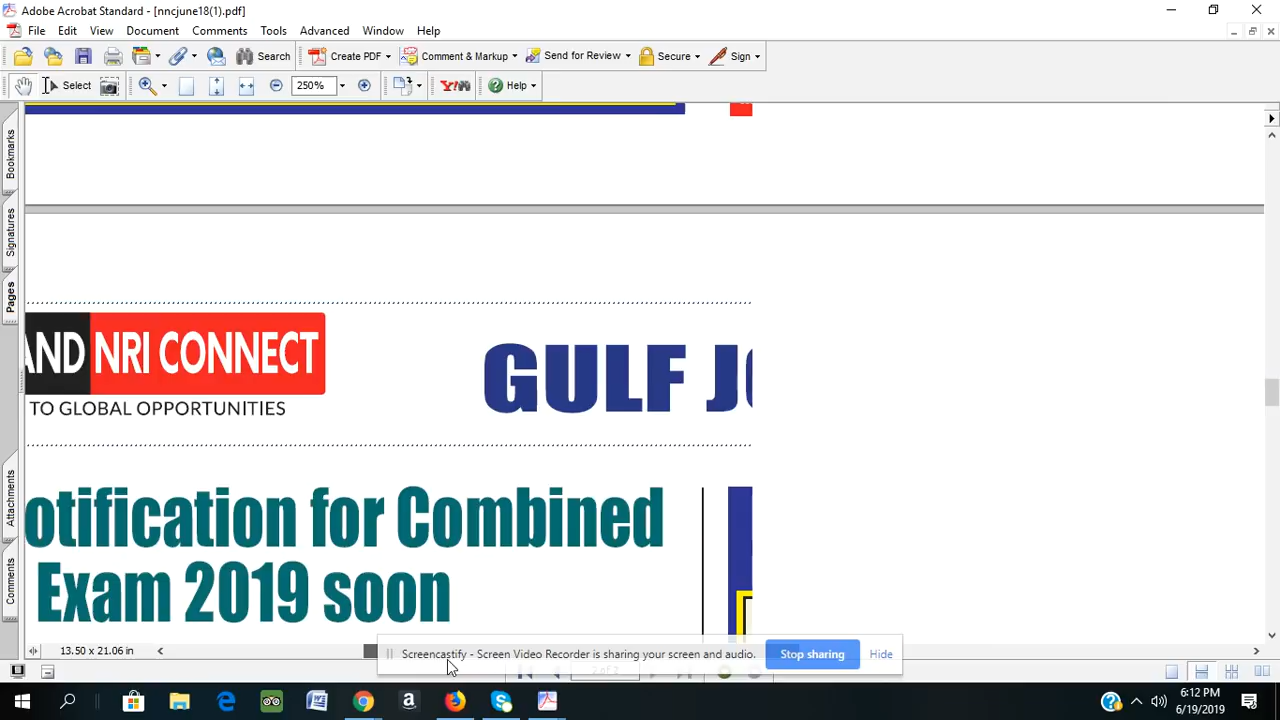 Adobe Acrobat Standard - [nncjune18(1).pdf]
File Edit View Document Comments Tools Advanced Window Help
Search Create PDF Comment & Markup Send for Review Secure Sign
Select 250% Y! Help
Bookmarks
Signatures
Pages
Attachments
Comments
AND NRI CONNECT
TO GLOBAL OPPORTUNITIES
GULF
otification for Combined
Exam 2019 soon
13.50 x 21.06 in
Screencastify - Screen Video Recorder is sharing your screen and audio. Stop sharing Hide
2 of 2
6:12 PM
6/19/2019